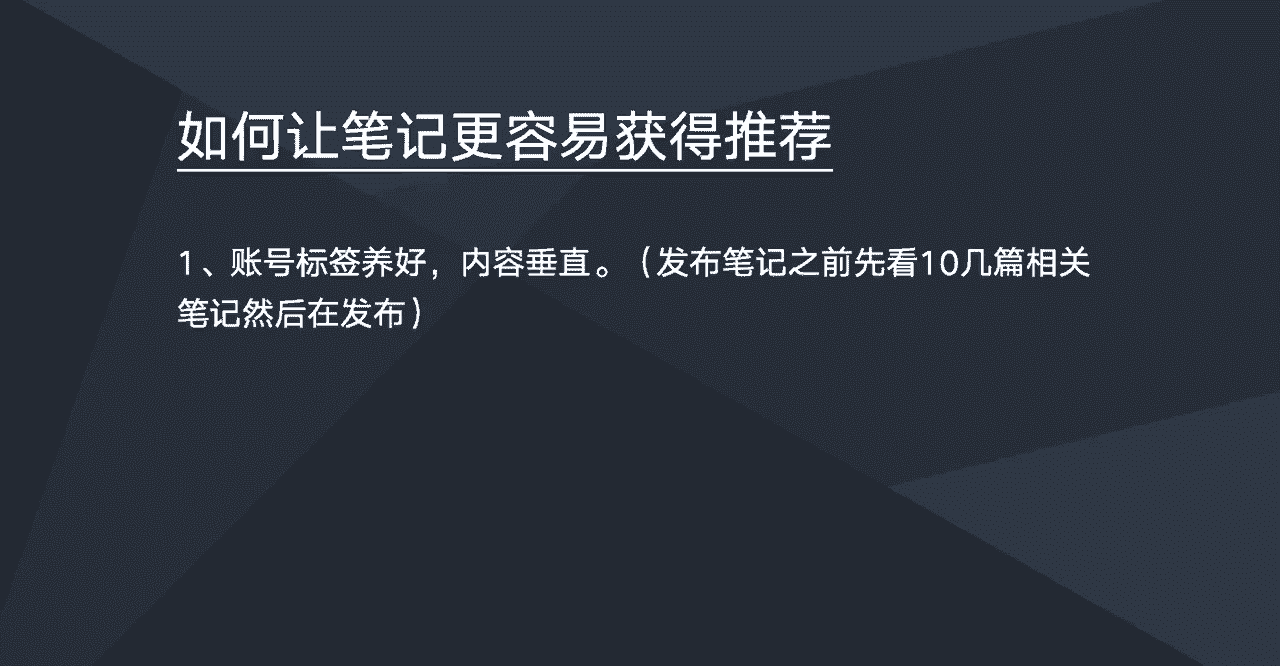 如何让笔记更容易获得推荐
1、账号标签养好，内容垂直。（发布笔记之前先看10几篇相关
笔记然后在发布）